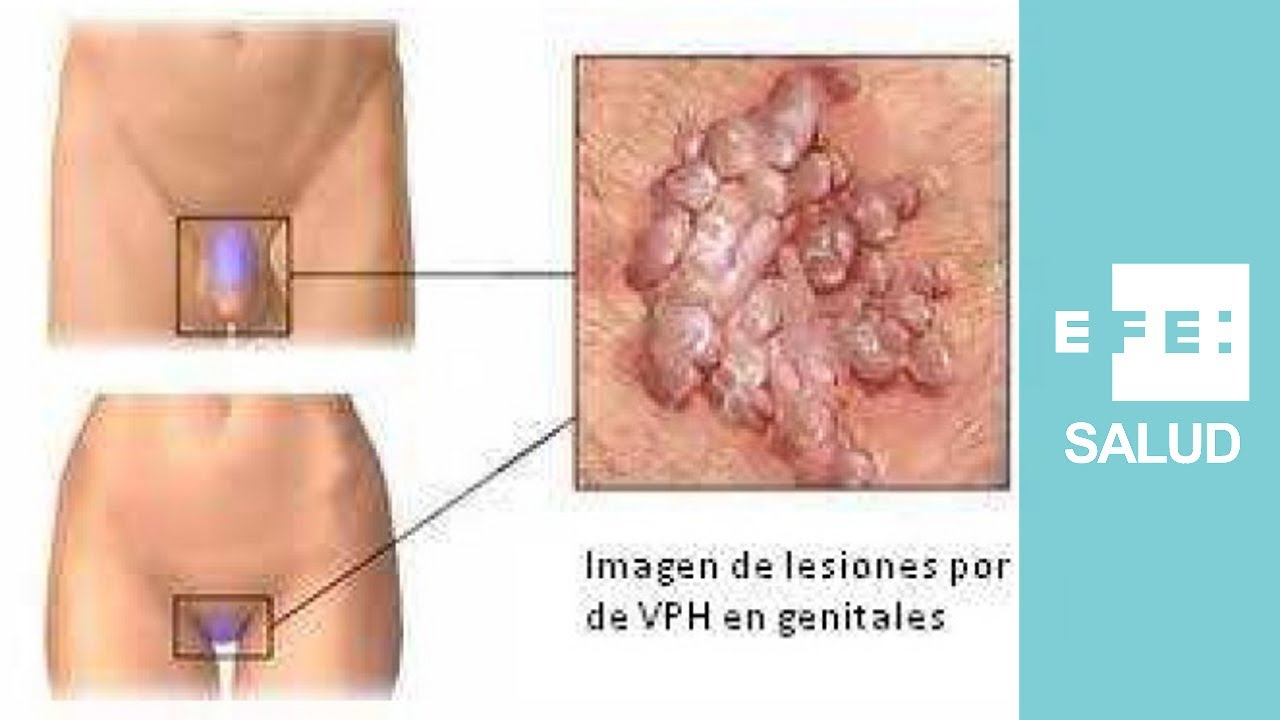 Imagen de lesiones por
de VPH en genitales
EFE:
SALUD